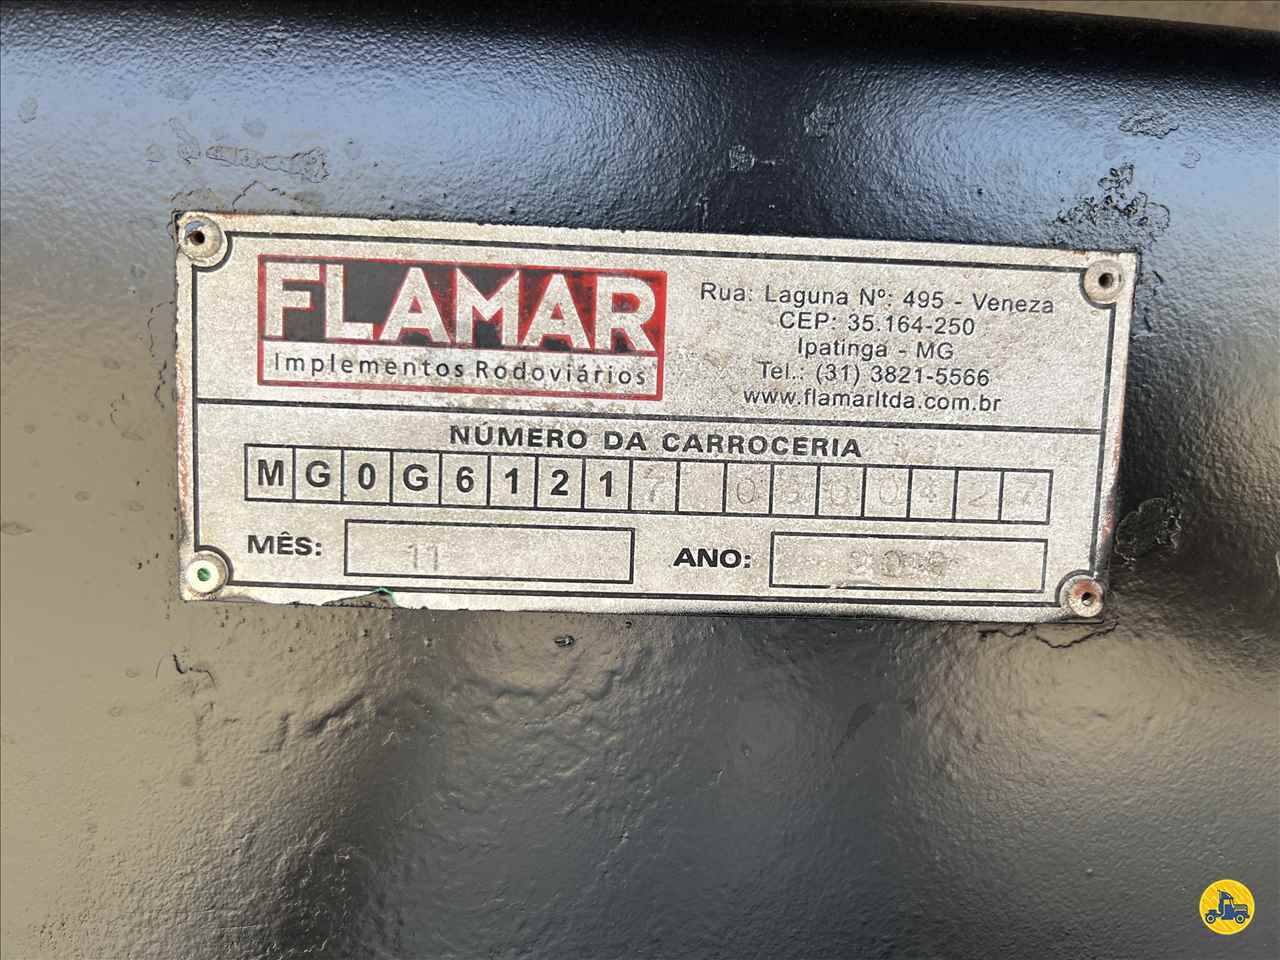 FLAMAR
Implementos Rodoviários
Rua: Laguna Nº: 495 - Veneza
CEP: 35.164-250
Ipatinga - MG
Tel.: (31) 3821-5566
www.flamarltda.com.br
NÚMERO DA CARROCERIA
MG0G6121
MÊS: 11
ANO: